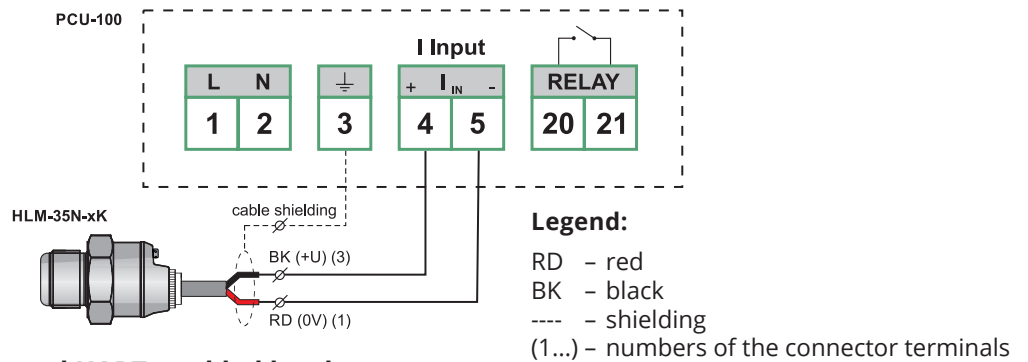 PCU-100
I Input
L N
+ I IN -
RELAY
1 2 3 4 5 20 21
cable shielding
HLM-35N-xK
BK (+U) (3)
RD (0V) (1)
Legend:
RD – red
BK – black
---- – shielding
(1...) – numbers of the connector terminals